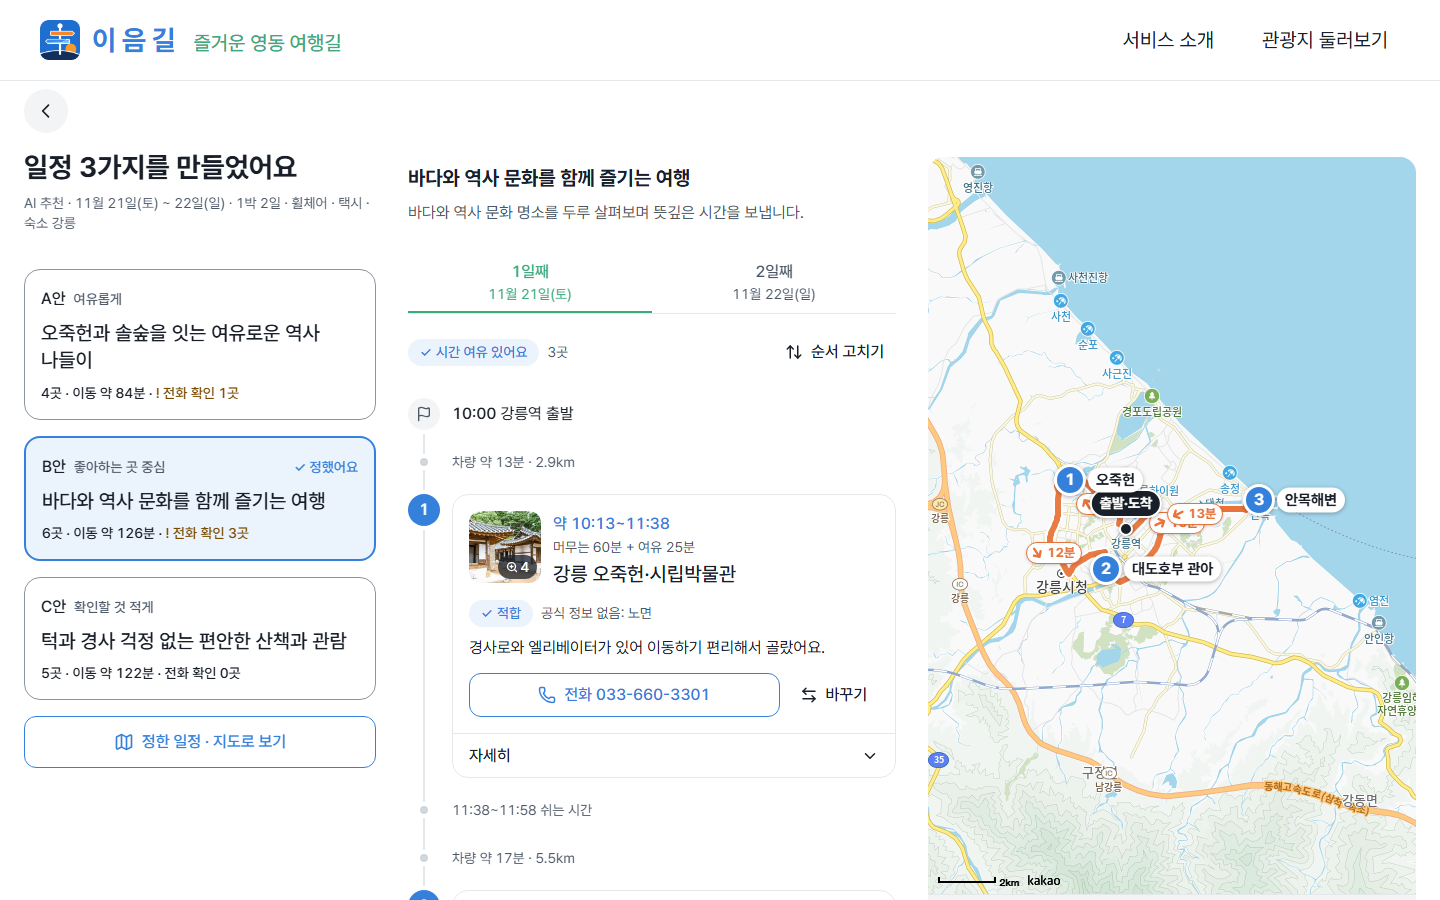 이음길 즐거운 영동 여행길
서비스 소개
관광지 둘러보기
일정 3가지를 만들었어요
AI 추천 · 11월 21일(토) ~ 22일(일) · 1박 2일 · 휠체어 · 택시 ·
숙소 강릉
A안 여유롭게
오죽헌과 솔숲을 잇는 여유로운 역사
나들이
4곳 · 이동 약 84분 · ! 전화 확인 1곳
B안 좋아하는 곳 중심
정했어요
바다와 역사 문화를 함께 즐기는 여행
6곳 · 이동 약 126분 · ! 전화 확인 3곳
C안 확인할 것 적게
턱과 경사 걱정 없는 편안한 산책과 관람
5곳 · 이동 약 122분 · 전화 확인 0곳
정한 일정 · 지도로 보기
바다와 역사 문화를 함께 즐기는 여행
바다와 역사 문화 명소를 두루 살펴보며 뜻깊은 시간을 보냅니다.
1일째
11월 21일(토)
2일째
11월 22일(일)
시간 여유 있어요
3곳
순서 고치기
10:00 강릉역 출발
차량 약 13분 · 2.9km
1
4
약 10:13~11:38
머무는 60분 + 여유 25분
강릉 오죽헌·시립박물관
적합
공식 정보 없음: 노면
경사로와 엘리베이터가 있어 이동하기 편리해서 골랐어요.
전화 033-660-3301
바꾸기
자세히
11:38~11:58 쉬는 시간
차량 약 17분 · 5.5km
영진항
사천진항
사천
순포
사근진
경포도립공원
1
오죽헌
출발·도착
송정
3
안목해변
13분
강릉역
12분
2
대도호부 관아
강릉시청
JC
강릉
IC
강릉
7
염전
안인항
강릉임해
자연휴양
35
IC
남강릉
강동면
2km
kakao